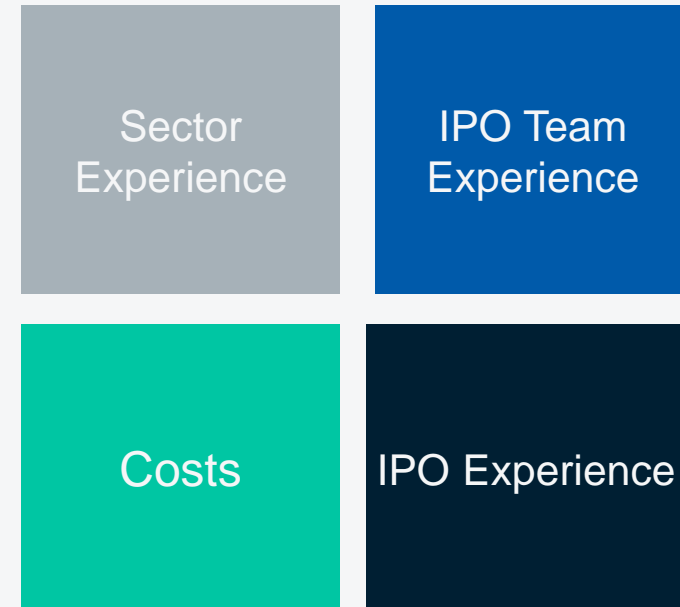 Sector
Experience
IPO Team
Experience
Costs
IPO Experience